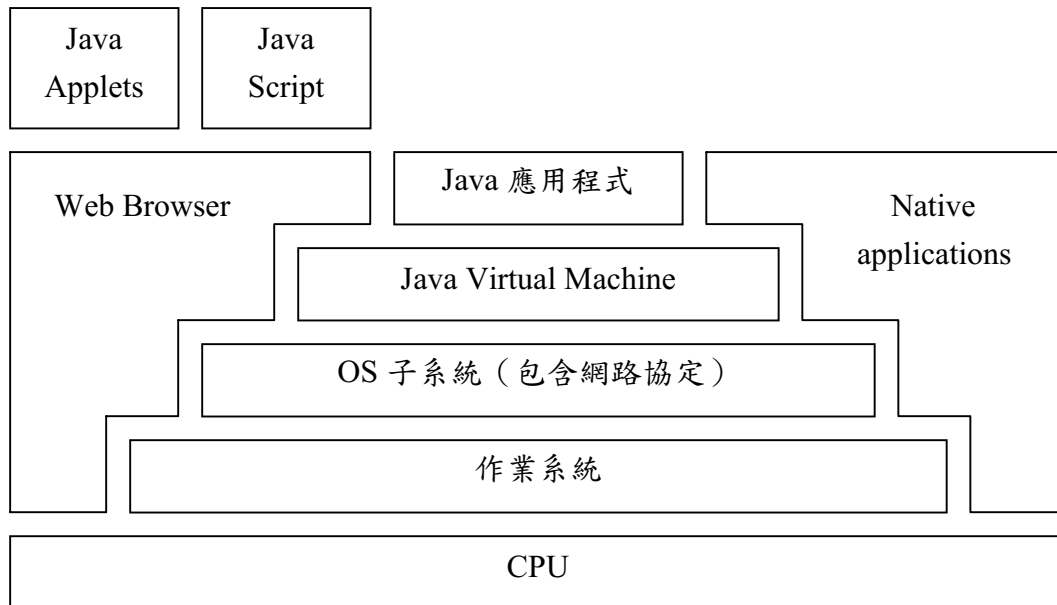 Java
Applets
Java
Script
Web Browser
Java 應用程式
Native
applications
Java Virtual Machine
OS 子系統（包含網路協定）
作業系統
CPU